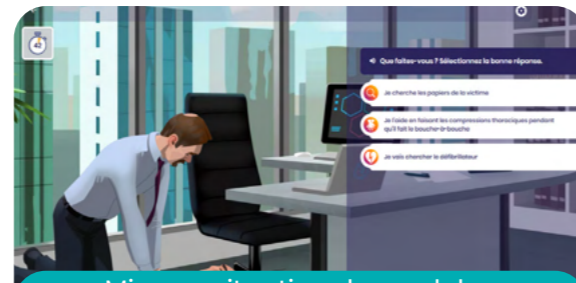 42
Que faites-vous ? Sélectionnez la bonne réponse.
Je cherche les papiers de la victime
Je l'aide en faisant les compressions thoraciques pendant
qu'il fait le bouche-à-bouche
Je vais chercher le défibrillateur